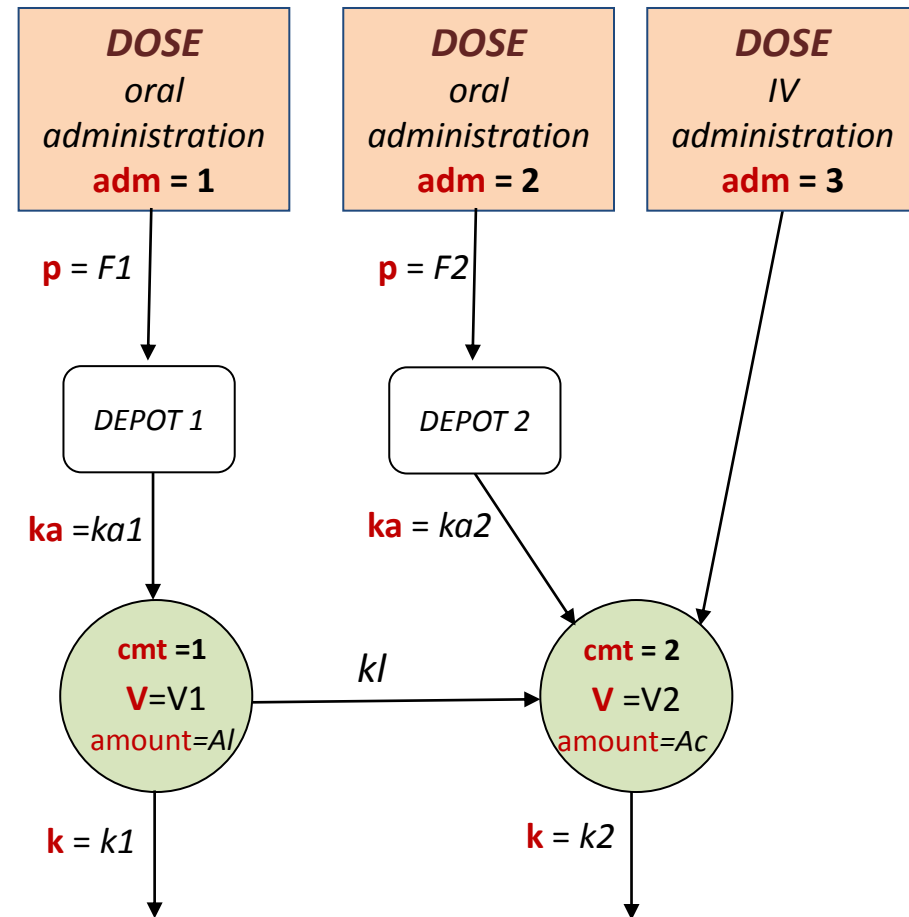 DOSE
oral
administration
adm = 1
DOSE
oral
administration
adm = 2
DOSE
IV
administration
adm = 3
p = F1
p = F2
DEPOT 1
DEPOT 2
ka =ka1
ka = ka2
cmt =1
V=V1
amount=Al
kl
cmt = 2
V =V2
amount=Ac
k = k1
k = k2